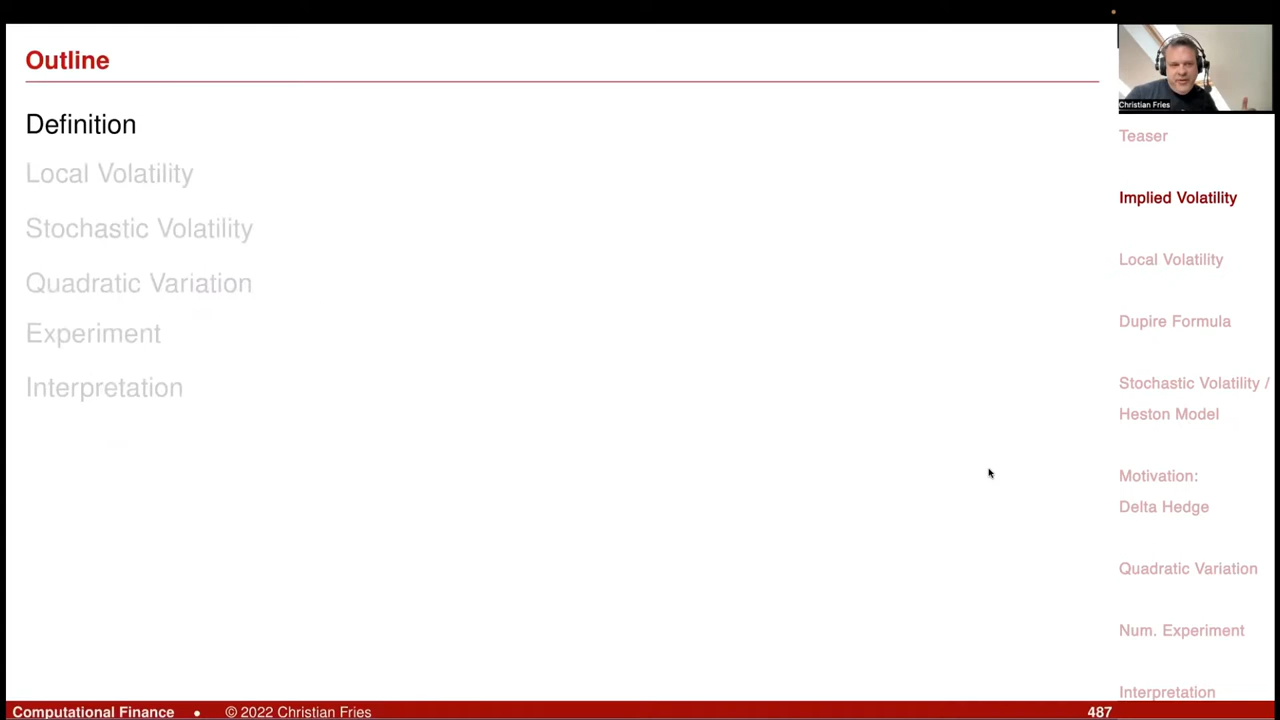 Outline
Definition
Local Volatility
Stochastic Volatility
Quadratic Variation
Experiment
Interpretation
Christian Fries
Teaser
Implied Volatility
Local Volatility
Dupire Formula
Stochastic Volatility /
Heston Model
Motivation:
Delta Hedge
Quadratic Variation
Num. Experiment
Interpretation
Computational Finance • © 2022 Christian Fries 487